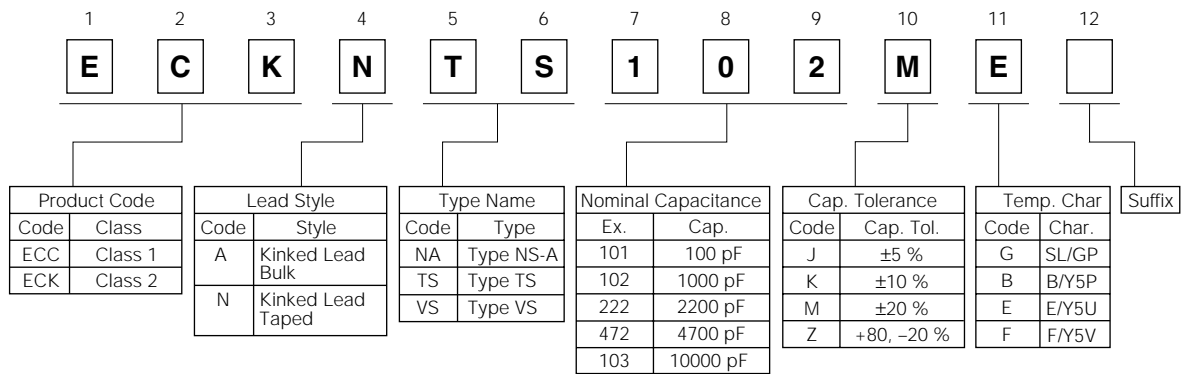 1 2 3 4 5 6 7 8 9 10 11 12
E C K N T S 1 0 2 M E
Product Code
Code Class
ECC Class 1
ECK Class 2
Lead Style
Code Style
A Kinked Lead
Bulk
N Kinked Lead
Taped
Type Name
Code Type
NA Type NS-A
TS Type TS
VS Type VS
Nominal Capacitance
Ex. Cap.
101 100 pF
102 1000 pF
222 2200 pF
472 4700 pF
103 10000 pF
Cap. Tolerance
Code Cap. Tol.
J ±5 %
K ±10 %
M ±20 %
Z +80, –20 %
Temp. Char
Code Char.
G SL/GP
B B/Y5P
E E/Y5U
F F/Y5V
Suffix